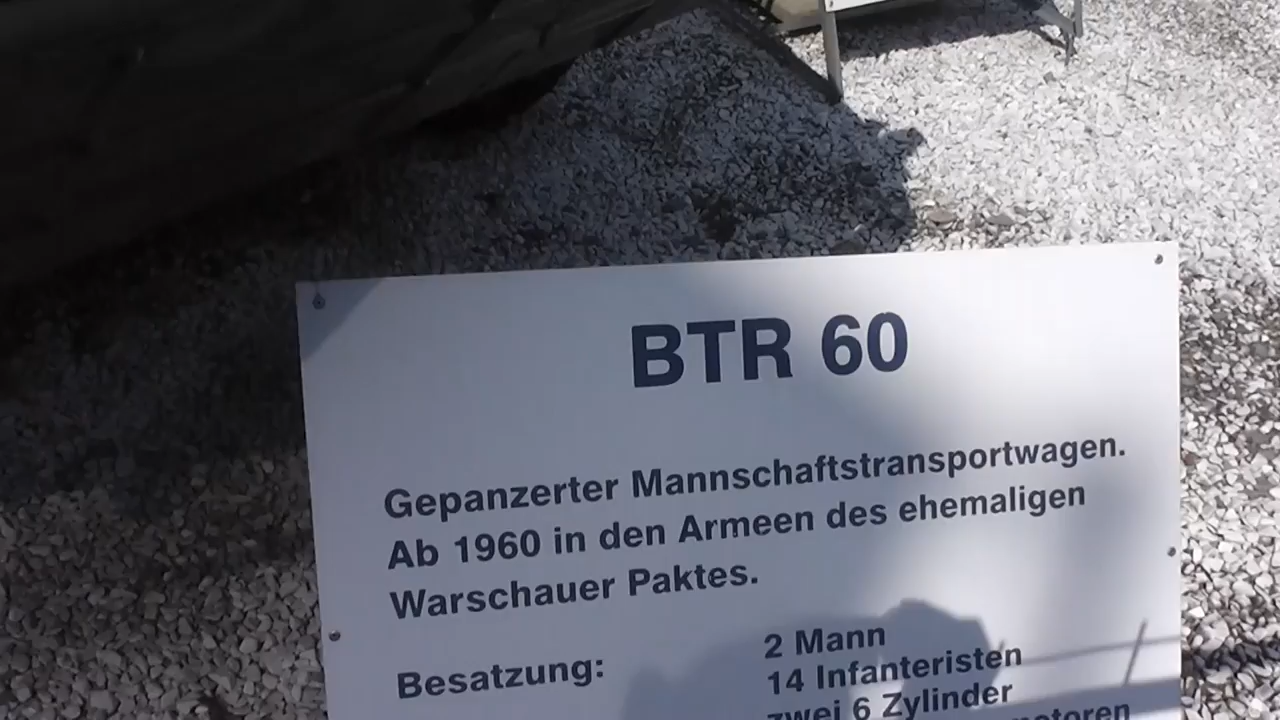 BTR 60
Gepanzerter Mannschaftstransportwagen.
Ab 1960 in den Armeen des ehemaligen
Warschauer Paktes.
Besatzung: 2 Mann
14 Infanteristen
zwei 6 Zylinder